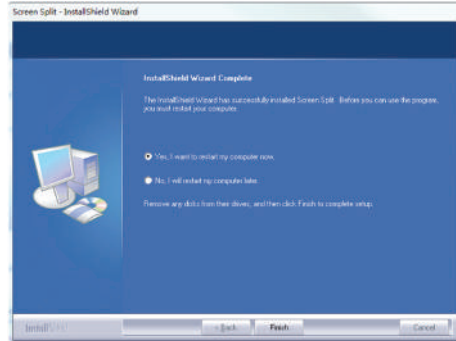 Screen Split - InstallShield Wizard
InstallShield Wizard Complete
The InstallShield Wizard has successfully installed Screen Split. Before you can use the program,
you must restart your computer.
Yes, I want to restart my computer now.
No, I will restart my computer later.
Remove any disks from their drives, and then click Finish to complete setup.
InstallShield
< Back
Finish
Cancel